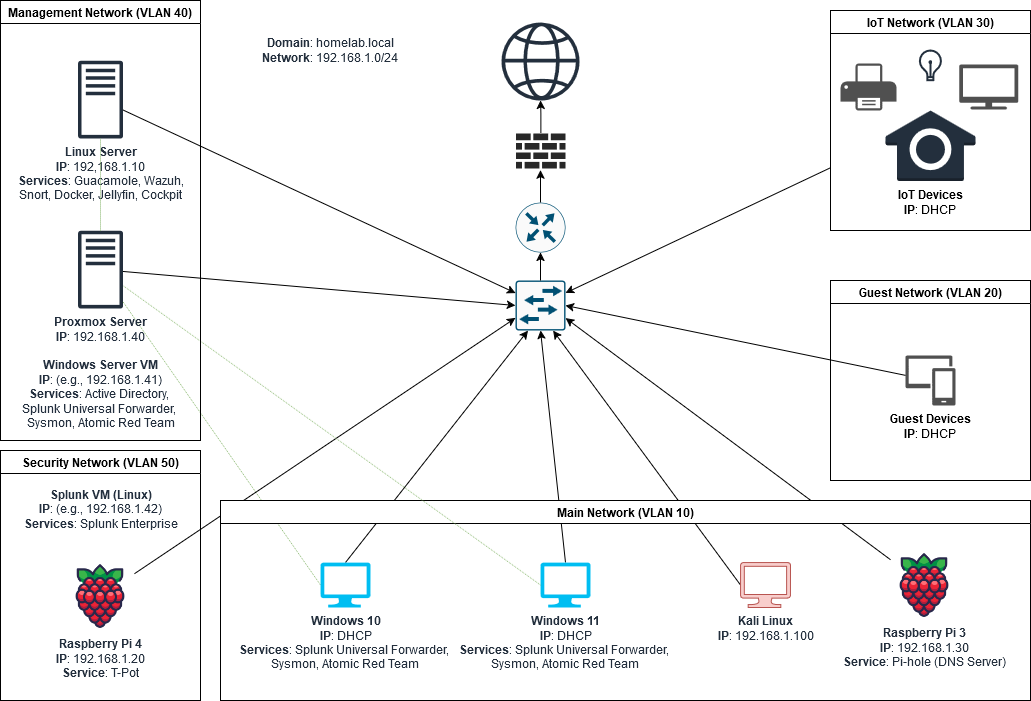 Management Network (VLAN 40)
Linux Server
IP: 192,168.1.10
Services: Guacamole, Wazuh,
Snort, Docker, Jellyfin, Cockpit
Proxmox Server
IP: 192.168.1.40
Windows Server VM
IP: (e.g., 192.168.1.41)
Services: Active Directory,
Splunk Universal Forwarder,
Sysmon, Atomic Red Team
Domain: homelab.local
Network: 192.168.1.0/24
IoT Network (VLAN 30)
IoT Devices
IP: DHCP
Guest Network (VLAN 20)
Guest Devices
IP: DHCP
Security Network (VLAN 50)
Splunk VM (Linux)
IP: (e.g., 192.168.1.42)
Services: Splunk Enterprise
Raspberry Pi 4
IP: 192.168.1.20
Service: T-Pot
Main Network (VLAN 10)
Windows 10
IP: DHCP
Services: Splunk Universal Forwarder,
Sysmon, Atomic Red Team
Windows 11
IP: DHCP
Services: Splunk Universal Forwarder,
Sysmon, Atomic Red Team
Kali Linux
IP: 192.168.1.100
Raspberry Pi 3
IP: 192.168.1.30
Service: Pi-hole (DNS Server)